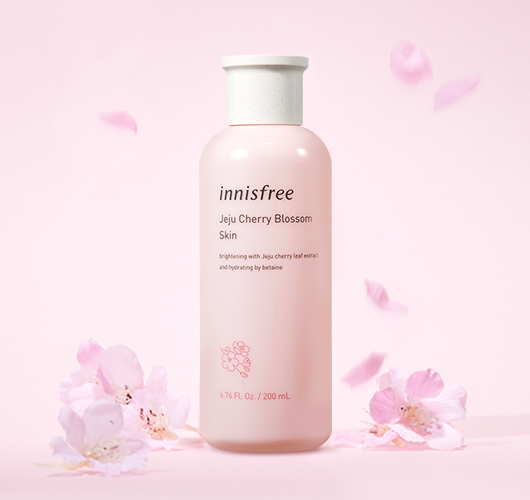 innisfree
Jeju Cherry Blossom
Skin
brightening with Jeju cherry leaf extract
and hydrating by betaine
6.76 FL Oz. / 200 mL